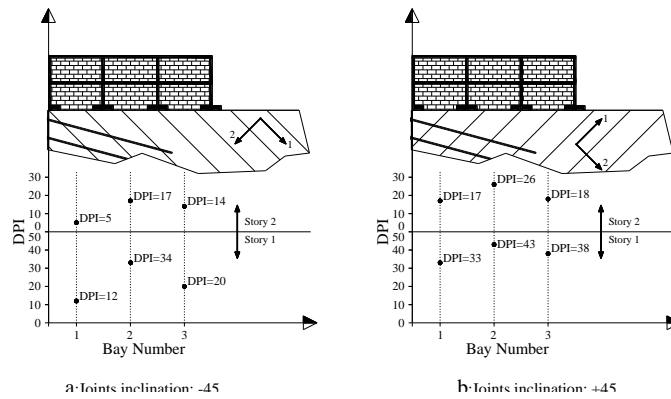 2
1
1
2
30
20
10
0
50
40
30
20
10
0
DPI
DPI=5
DPI=17
DPI=14
Story 2
Story 1
DPI=12
DPI=34
DPI=20
1
2
3
Bay Number
30
20
10
0
50
40
30
20
10
0
DPI
DPI=17
DPI=26
DPI=18
Story 2
Story 1
DPI=33
DPI=43
DPI=38
1
2
3
Bay Number
a:Joints inclination: -45
b:Joints inclination: +45